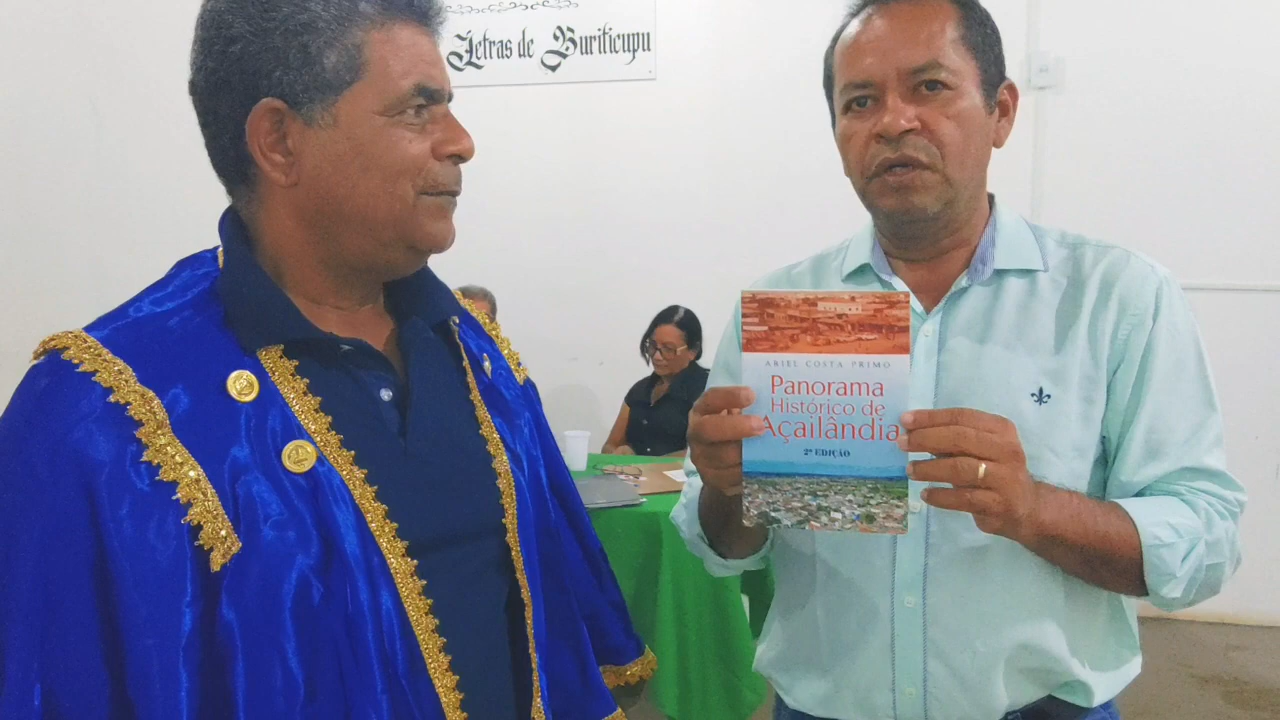 Letras de Buriticupu
ARIEL COSTA PRIMO
Panorama
Histórico de
Açailândia
2ª EDIÇÃO